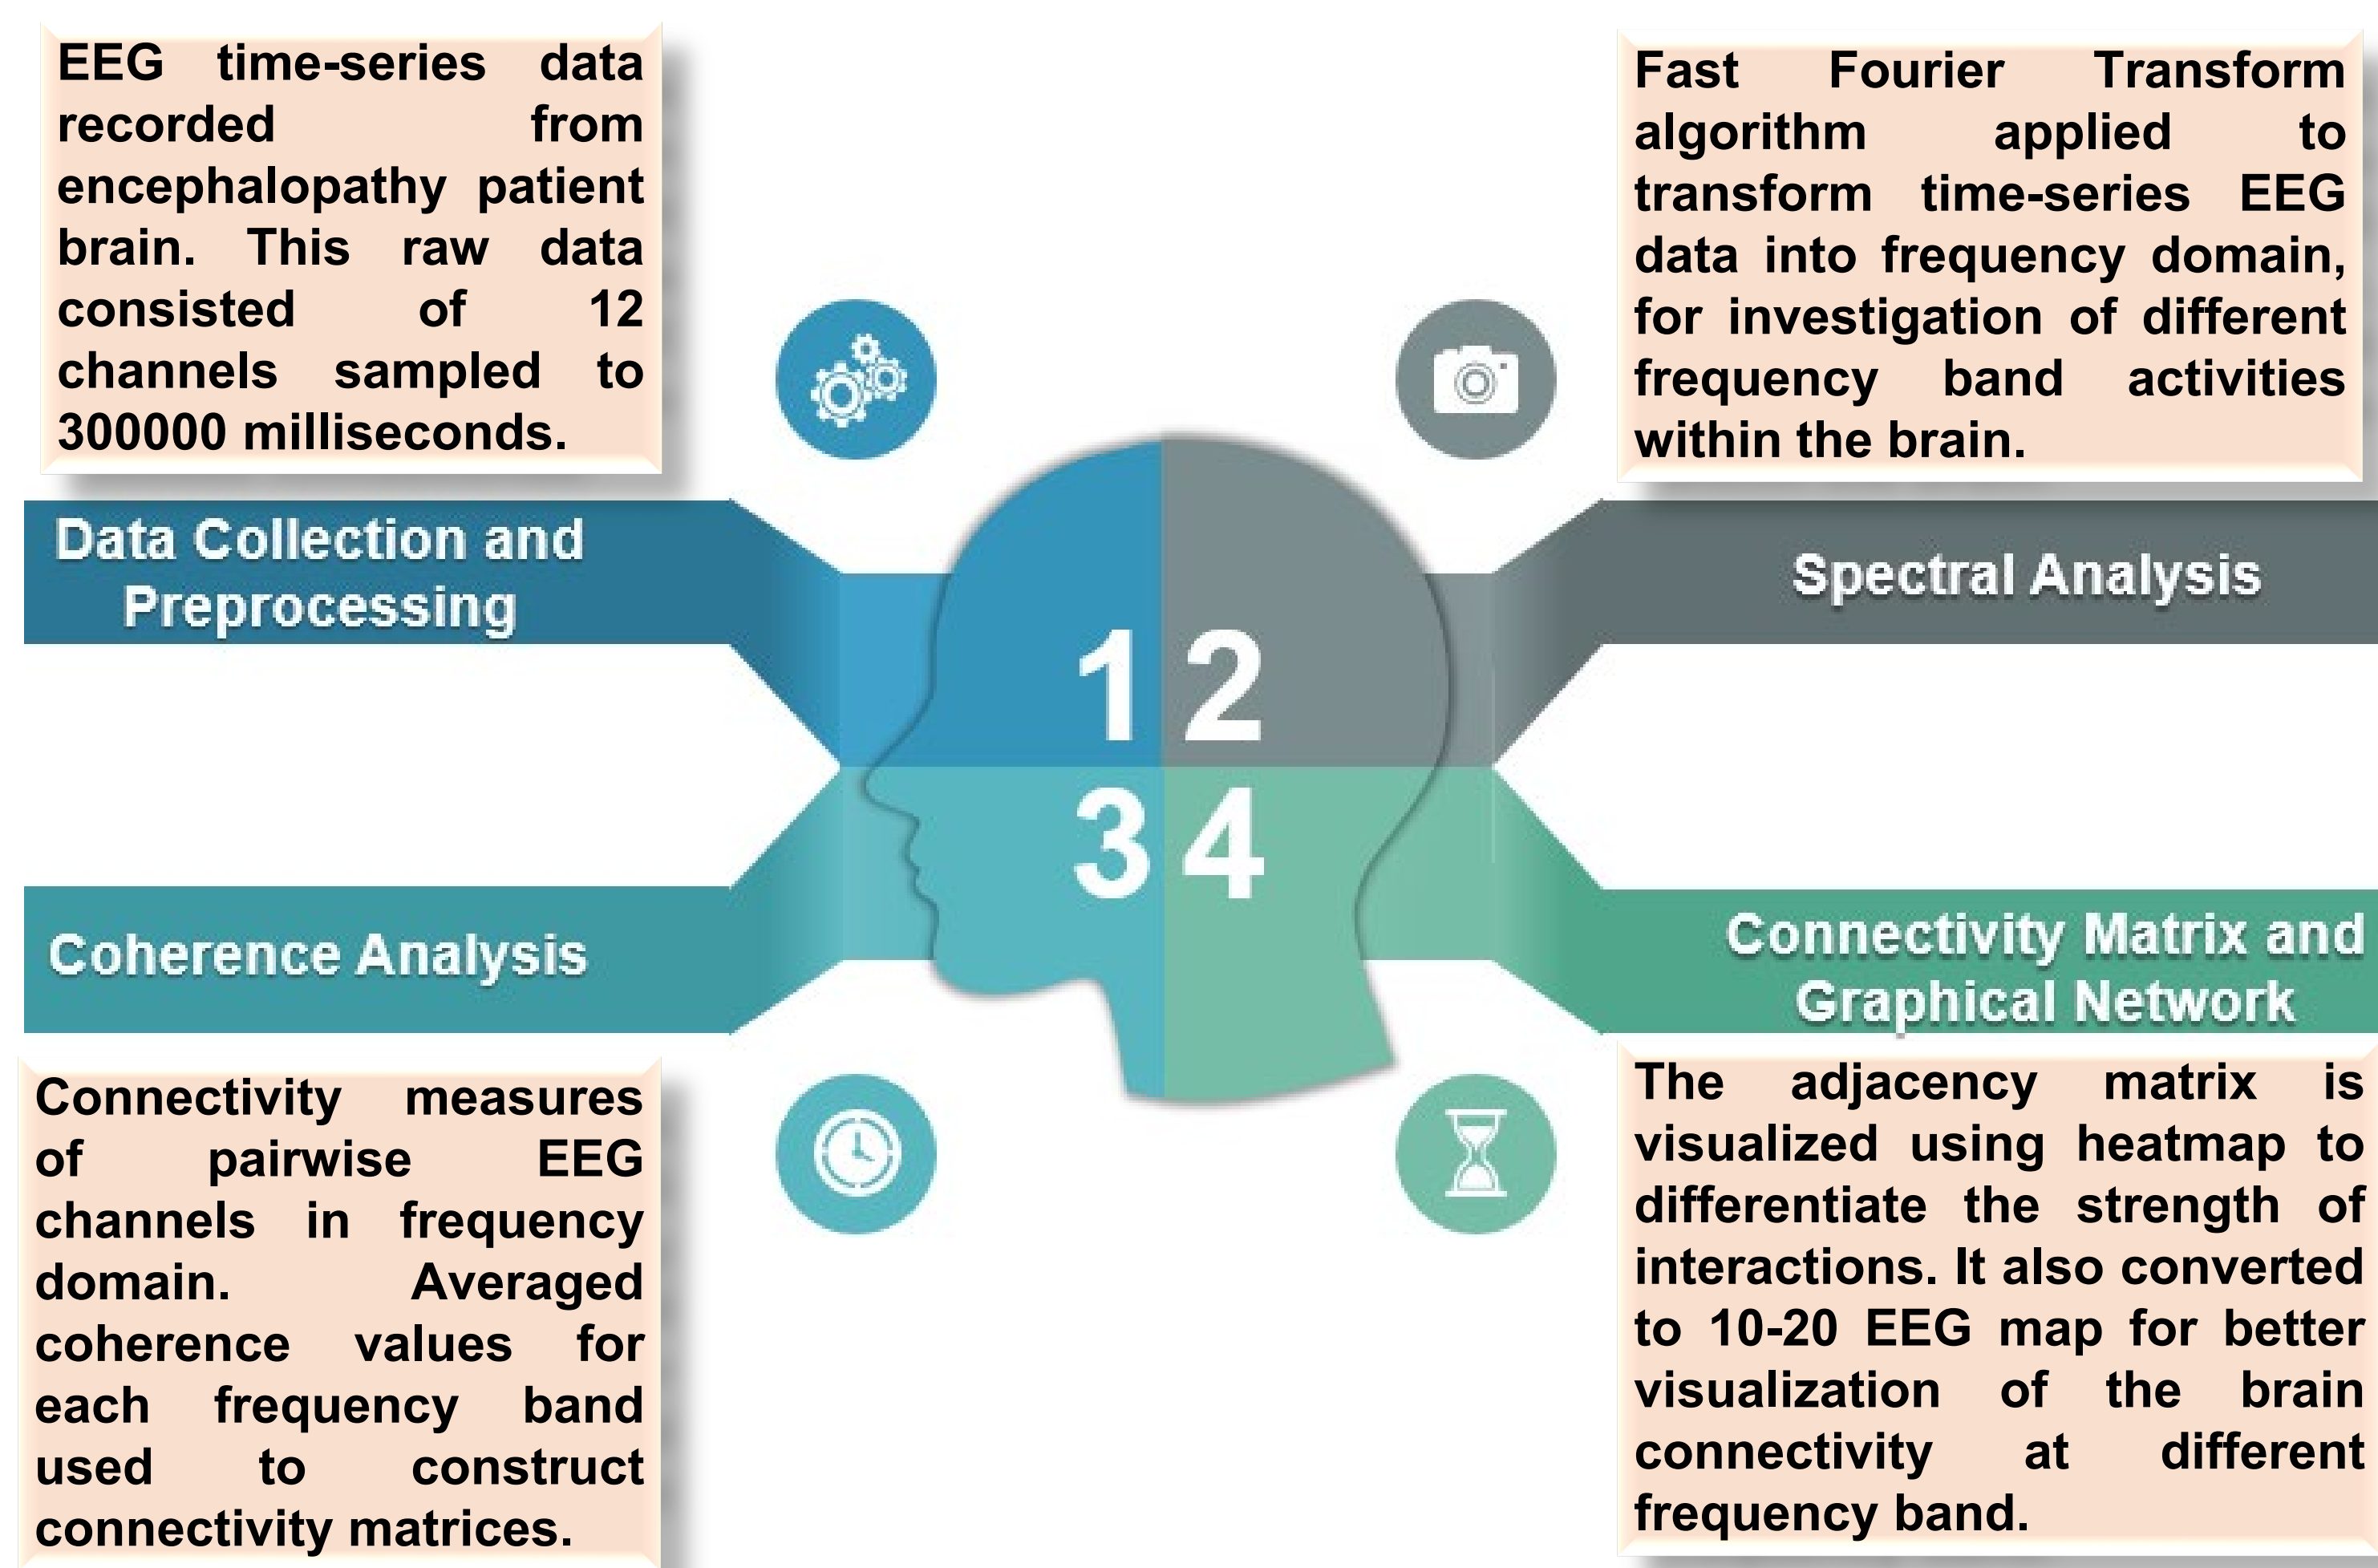 EEG time-series data
recorded from
encephalopathy patient
brain. This raw data
consisted of 12
channels sampled to
300000 milliseconds.
Data Collection and
Preprocessing
Fast Fourier Transform
algorithm applied to
transform time-series EEG
data into frequency domain,
for investigation of different
frequency band activities
within the brain.
Spectral Analysis
1 2
3 4
Coherence Analysis
Connectivity measures
of pairwise EEG
channels in frequency
domain. Averaged
coherence values for
each frequency band
used to construct
connectivity matrices.
Connectivity Matrix and
Graphical Network
The adjacency matrix is
visualized using heatmap to
differentiate the strength of
interactions. It also converted
to 10-20 EEG map for better
visualization of the brain
connectivity at different
frequency band.